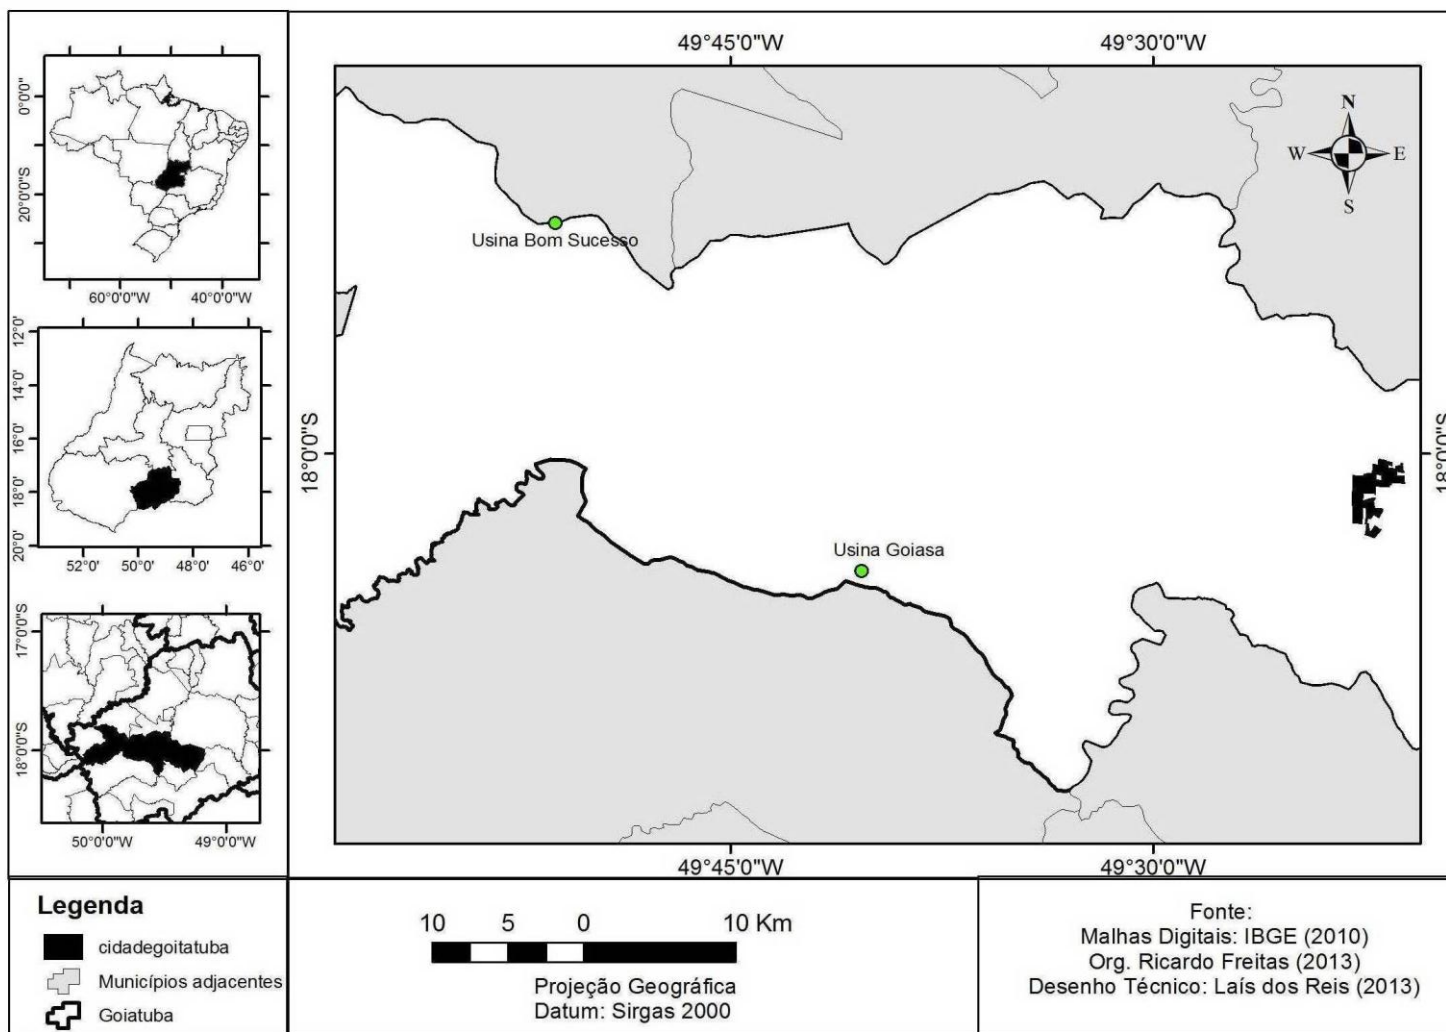 0°0'0"
20°0'0"S
60°0'0"W
40°0'0"W
12°0'
14°0'
16°0'
18°0'
20°0'
52°0'
50°0'
48°0'
46°0'
17°0'0"S
18°0'0"S
50°0'0"W
49°0'0"W
49°45'0"W
49°30'0"W
N
W
E
S
Usina Bom Sucesso
18°0'0"S
18°0'0"S
Usina Goiasa
49°45'0"W
49°30'0"W
Legenda
cidadegoitatuba
Municípios adjacentes
Goiatuba
10 5 0 10 Km
Projeção Geográfica
Datum: Sirgas 2000
Fonte:
Malhas Digitais: IBGE (2010)
Org. Ricardo Freitas (2013)
Desenho Técnico: Laís dos Reis (2013)